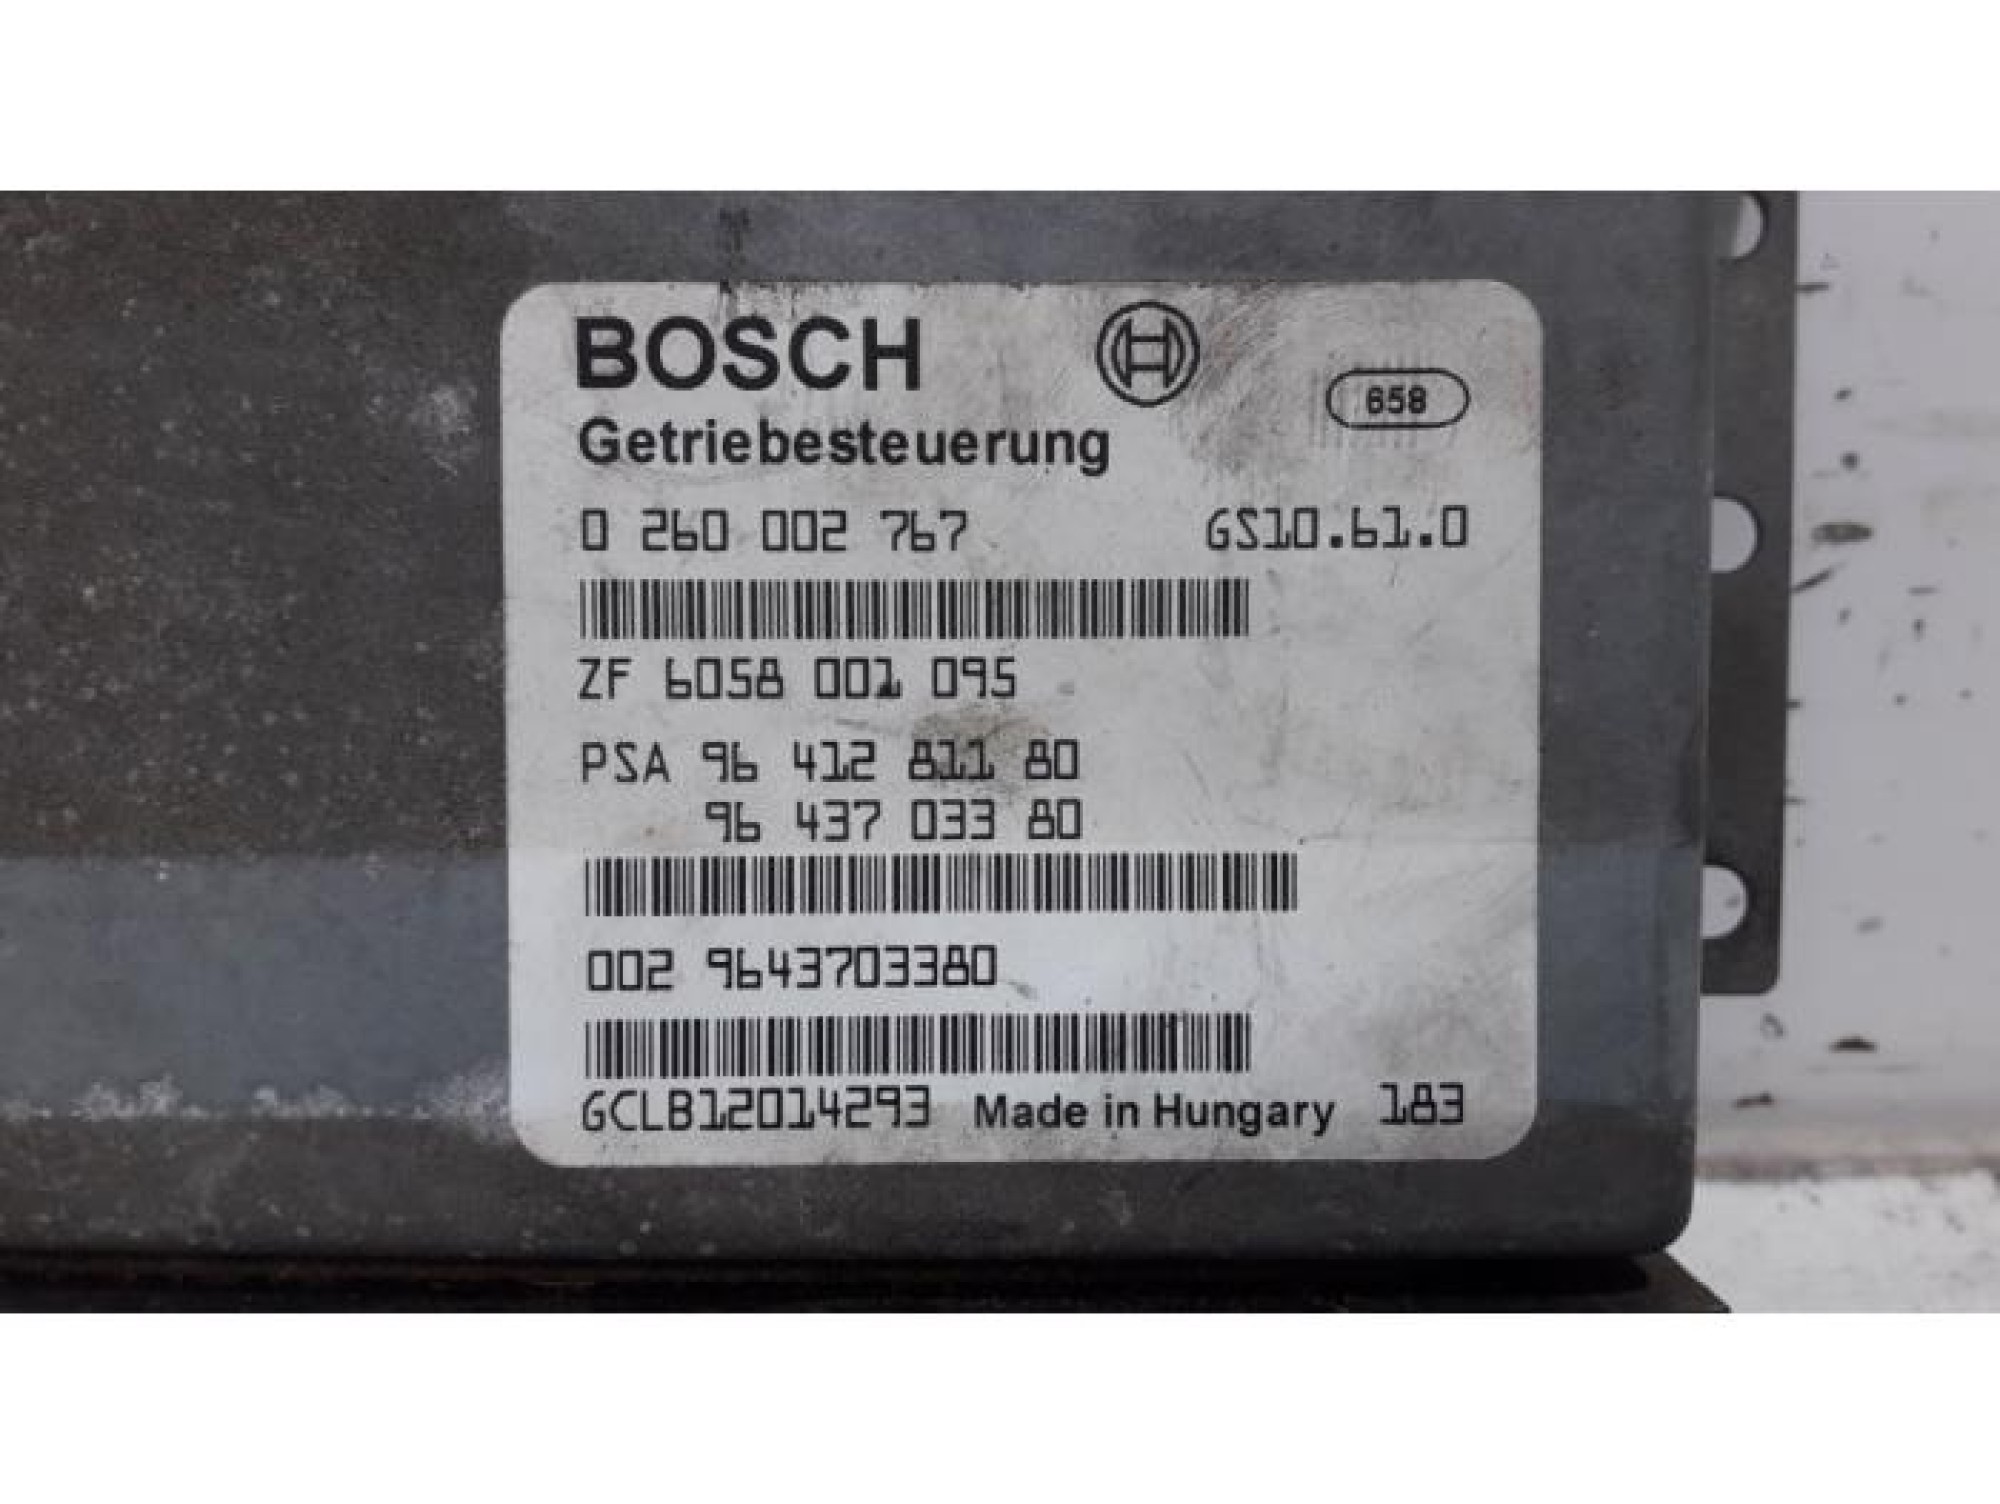 BOSCH
658
Getriebesteuerung
0 260 002 767 GS10.61.0
ZF 6058 001 095
PSA 96 412 811 80
96 437 033 80
002 9643703380
GCLB12014293 Made in Hungary 183